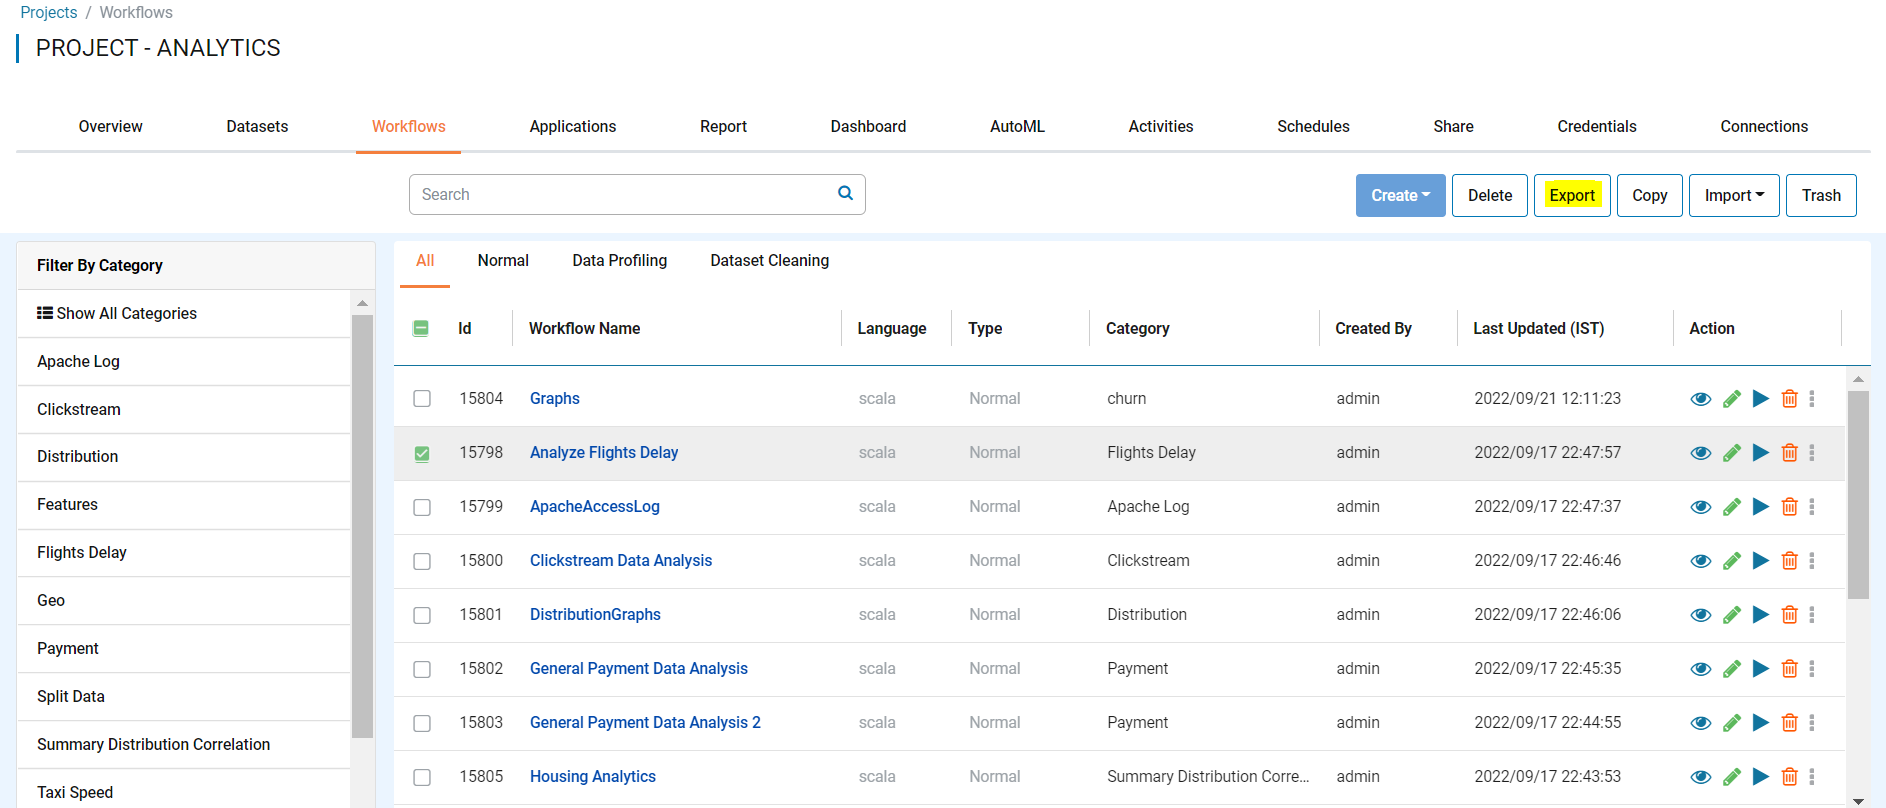 Projects / Workflows
PROJECT - ANALYTICS
Overview Datasets Workflows Applications Report Dashboard AutoML Activities Schedules Share Credentials Connections
Search Create Delete Export Copy Import Trash
Filter By Category
Show All Categories
Apache Log
Clickstream
Distribution
Features
Flights Delay
Geo
Payment
Split Data
Summary Distribution Correlation
Taxi Speed
All Normal Data Profiling Dataset Cleaning
Id Workflow Name Language Type Category Created By Last Updated (IST) Action
15804 Graphs scala Normal churn admin 2022/09/21 12:11:23
15798 Analyze Flights Delay scala Normal Flights Delay admin 2022/09/17 22:47:57
15799 ApacheAccessLog scala Normal Apache Log admin 2022/09/17 22:47:37
15800 Clickstream Data Analysis scala Normal Clickstream admin 2022/09/17 22:46:46
15801 DistributionGraphs scala Normal Distribution admin 2022/09/17 22:46:06
15802 General Payment Data Analysis scala Normal Payment admin 2022/09/17 22:45:35
15803 General Payment Data Analysis 2 scala Normal Payment admin 2022/09/17 22:44:55
15805 Housing Analytics scala Normal Summary Distribution Corre... admin 2022/09/17 22:43:53